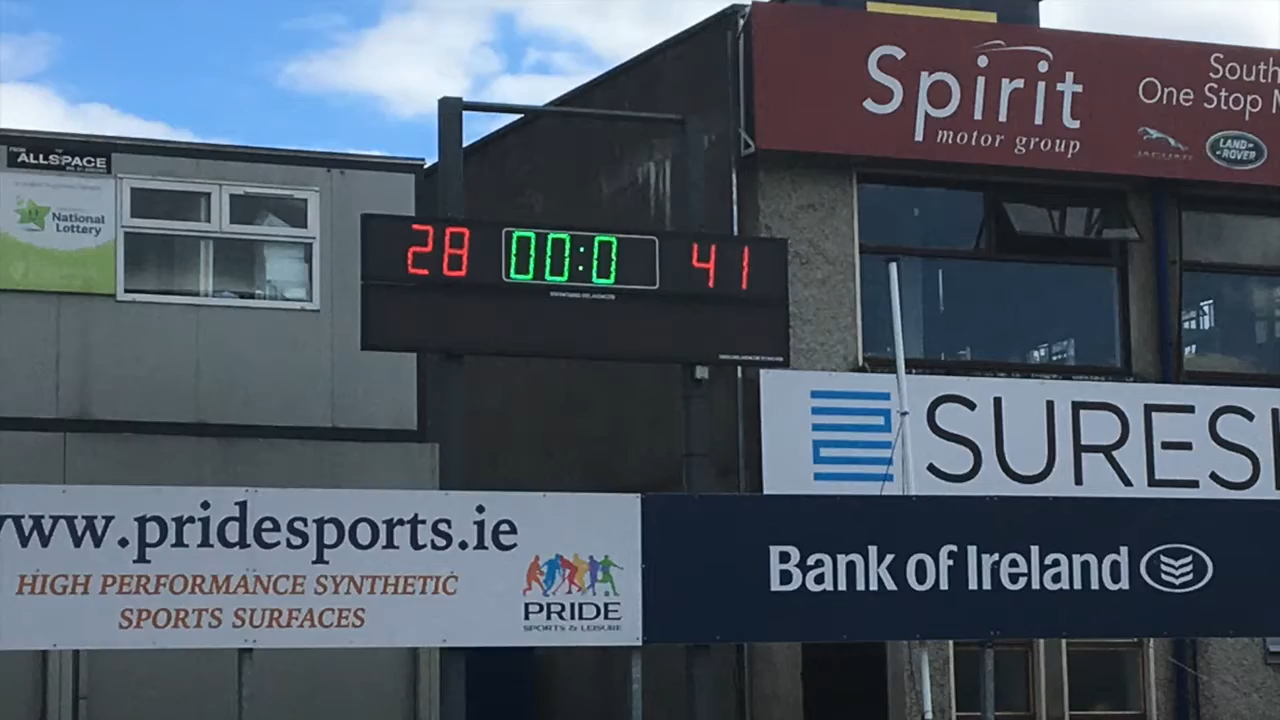 Spirit
motor group
South
One Stop
JAGUAR
LAND-
ROVER
ALLSPACE
National
Lottery
28 00:0 41
SURES
www.pridesports.ie
HIGH PERFORMANCE SYNTHETIC
SPORTS SURFACES
PRIDE
SPORTS & LEISURE
Bank of Ireland